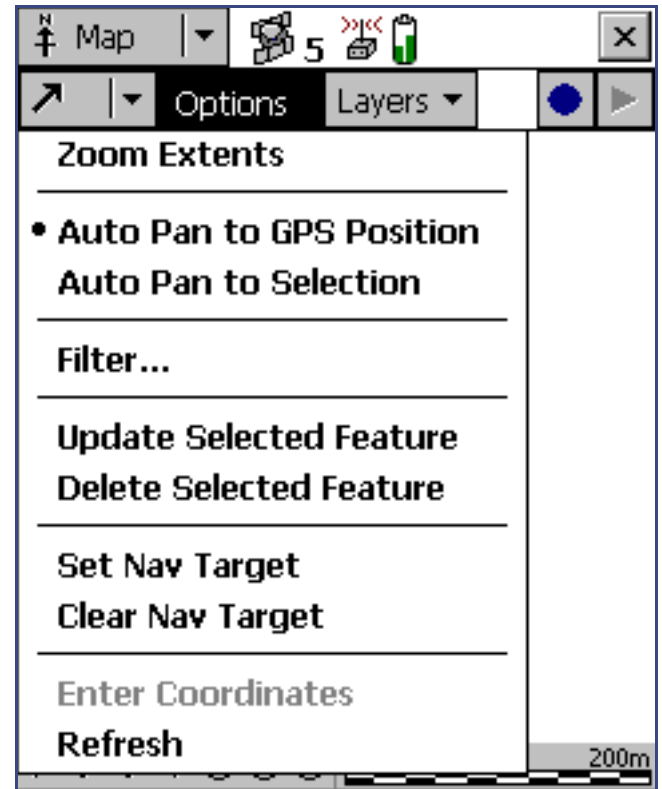 N
Map
5
Options Layers
Zoom Extents
Auto Pan to GPS Position
Auto Pan to Selection
Filter...
Update Selected Feature
Delete Selected Feature
Set Nav Target
Clear Nav Target
Enter Coordinates
Refresh
200m